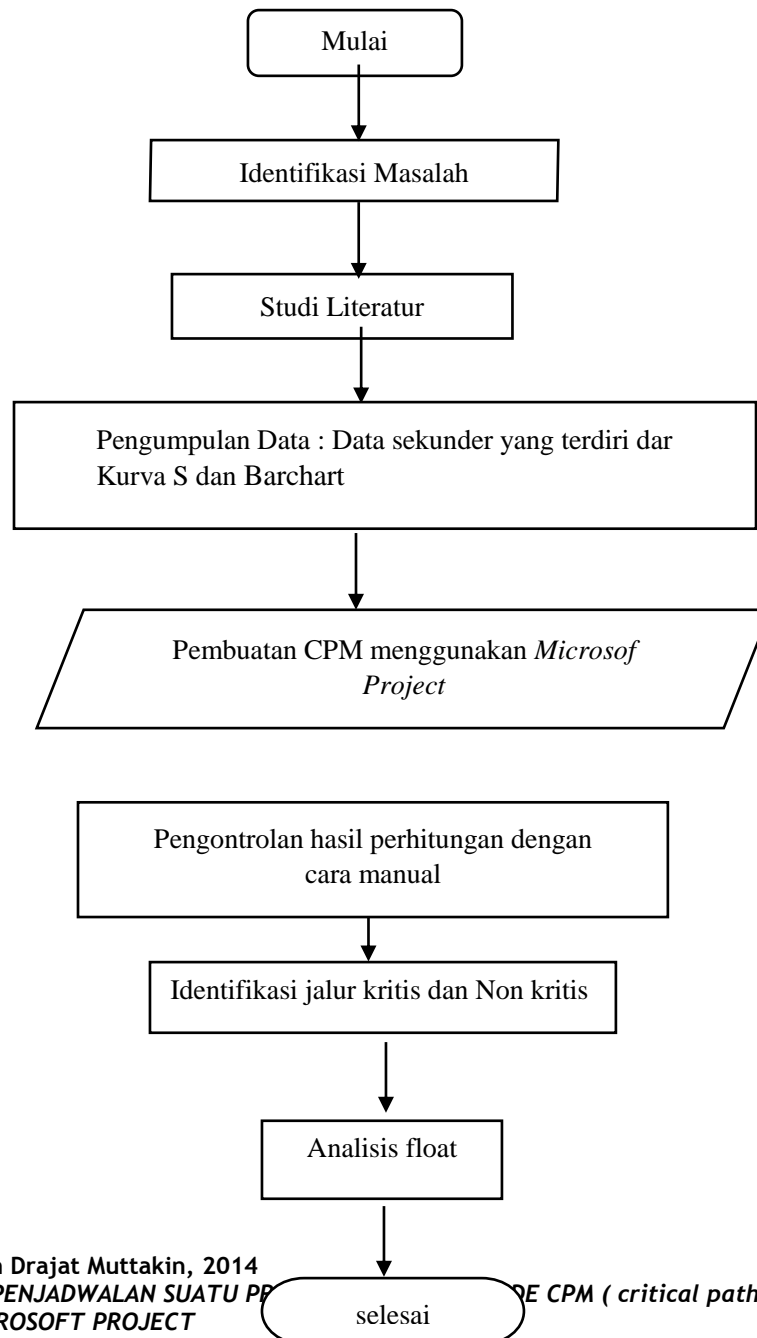 Mulai
Identifikasi Masalah
Studi Literatur
Pengumpulan Data : Data sekunder yang terdiri dar
Kurva S dan Barchart
Pembuatan CPM menggunakan Microsof
Project
Pengontrolan hasil perhitungan dengan
cara manual
Identifikasi jalur kritis dan Non kritis
Analisis float
Drajat Muttakin, 2014
PENJADWALAN SUATU DE CPM ( critical path
ROSOFT PROJECT
selesai